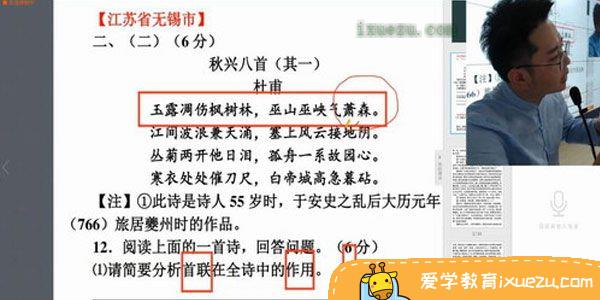 【江苏省无锡市】
ixuezu.com
二、（二）（6分）
秋兴八首（其一）
杜甫
玉露凋伤枫树林，巫山巫峡气萧森。
江间波浪兼天涌，塞上风云接地阴。
丛菊两开他日泪，孤舟一系故园心。
寒衣处处催刀尺，白帝城高急暮砧。
【注】①此诗是诗人55岁时，于安史之乱后大历元年
（766）旅居夔州时的作品。
12．阅读上面的一首诗，回答问题。（6分）
⑴请简要分析首联在全诗中的作用。
爱学教育ixuezu.com